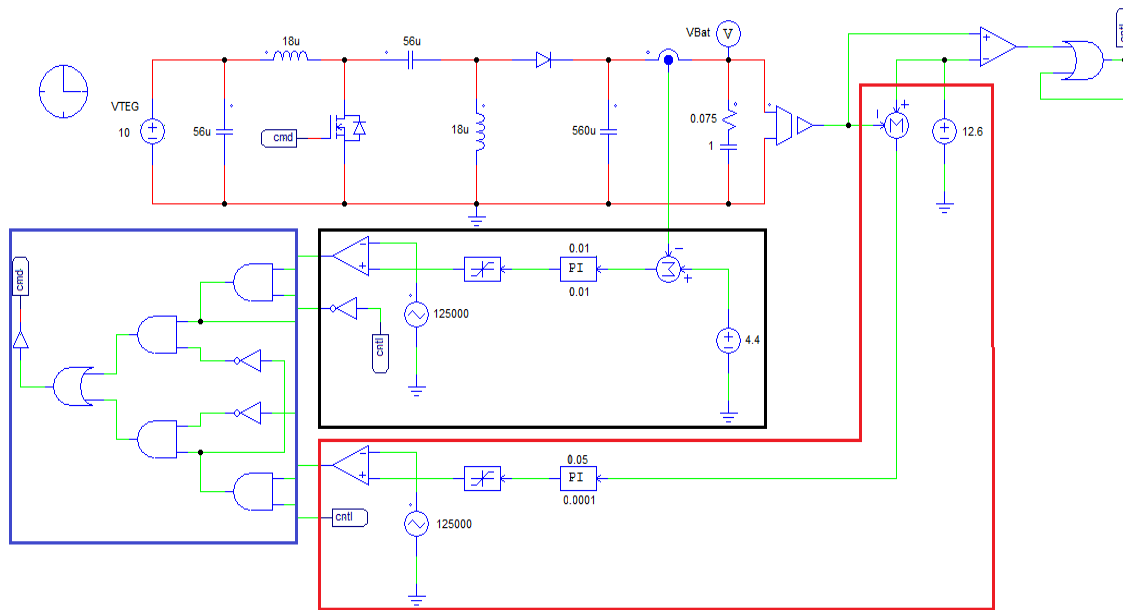 cntl
18u
56u
VBat
V
VTEG
10
56u
cmd
18u
560u
0.075
1
12.6
cmd
0.01
PI
0.01
125000
cntl
4.4
0.05
PI
0.0001
cntl
125000